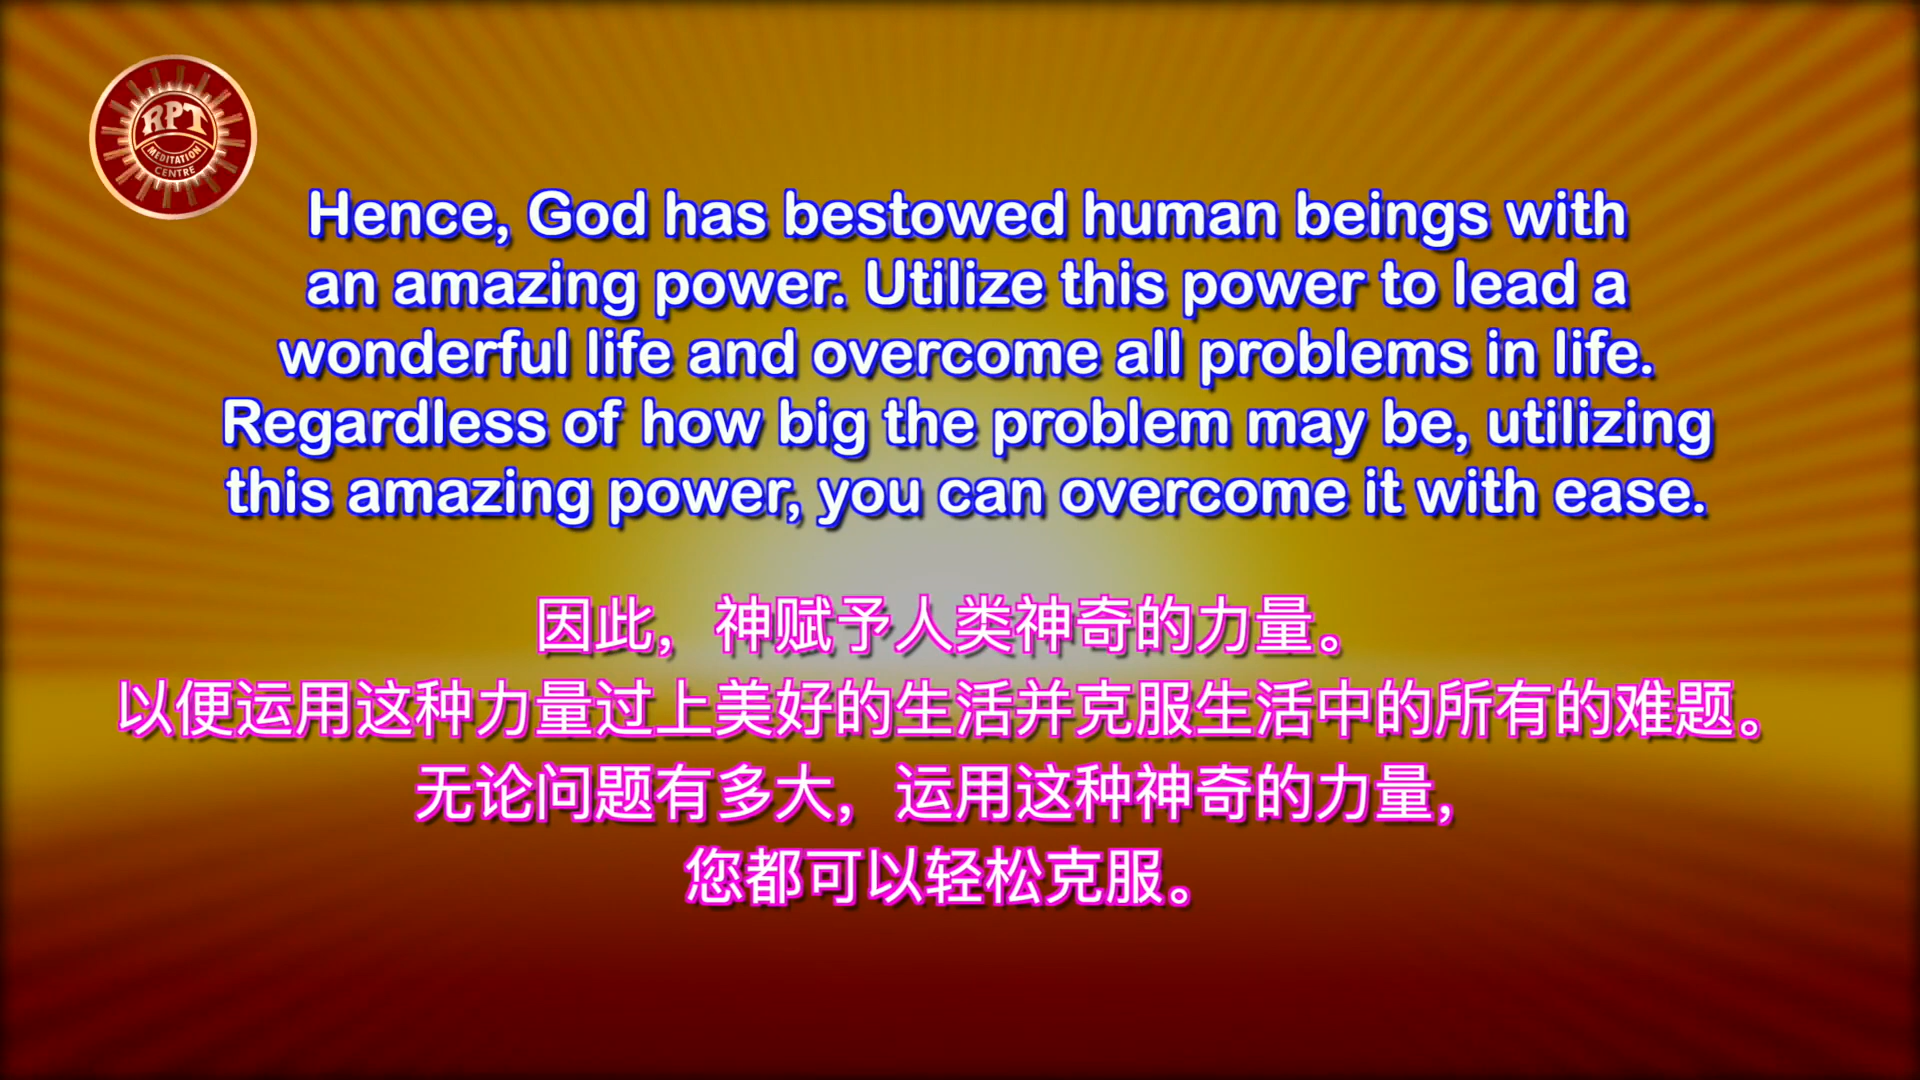 RPT
MEDITATION
CENTRE
Hence, God has bestowed human beings with
an amazing power. Utilize this power to lead a
wonderful life and overcome all problems in life.
Regardless of how big the problem may be, utilizing
this amazing power, you can overcome it with ease.
因此，神赋予人类神奇的力量。
以便运用这种力量过上美好的生活并克服生活中的所有的难题。
无论问题有多大，运用这种神奇的力量，
您都可以轻松克服。